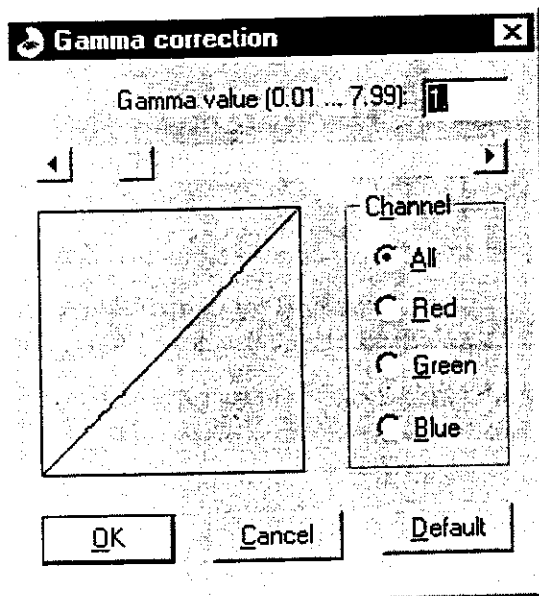 Gamma correction
Gamma value (0.01 ... 7.99): 1.
Channel
All
Red
Green
Blue
OK
Cancel
Default